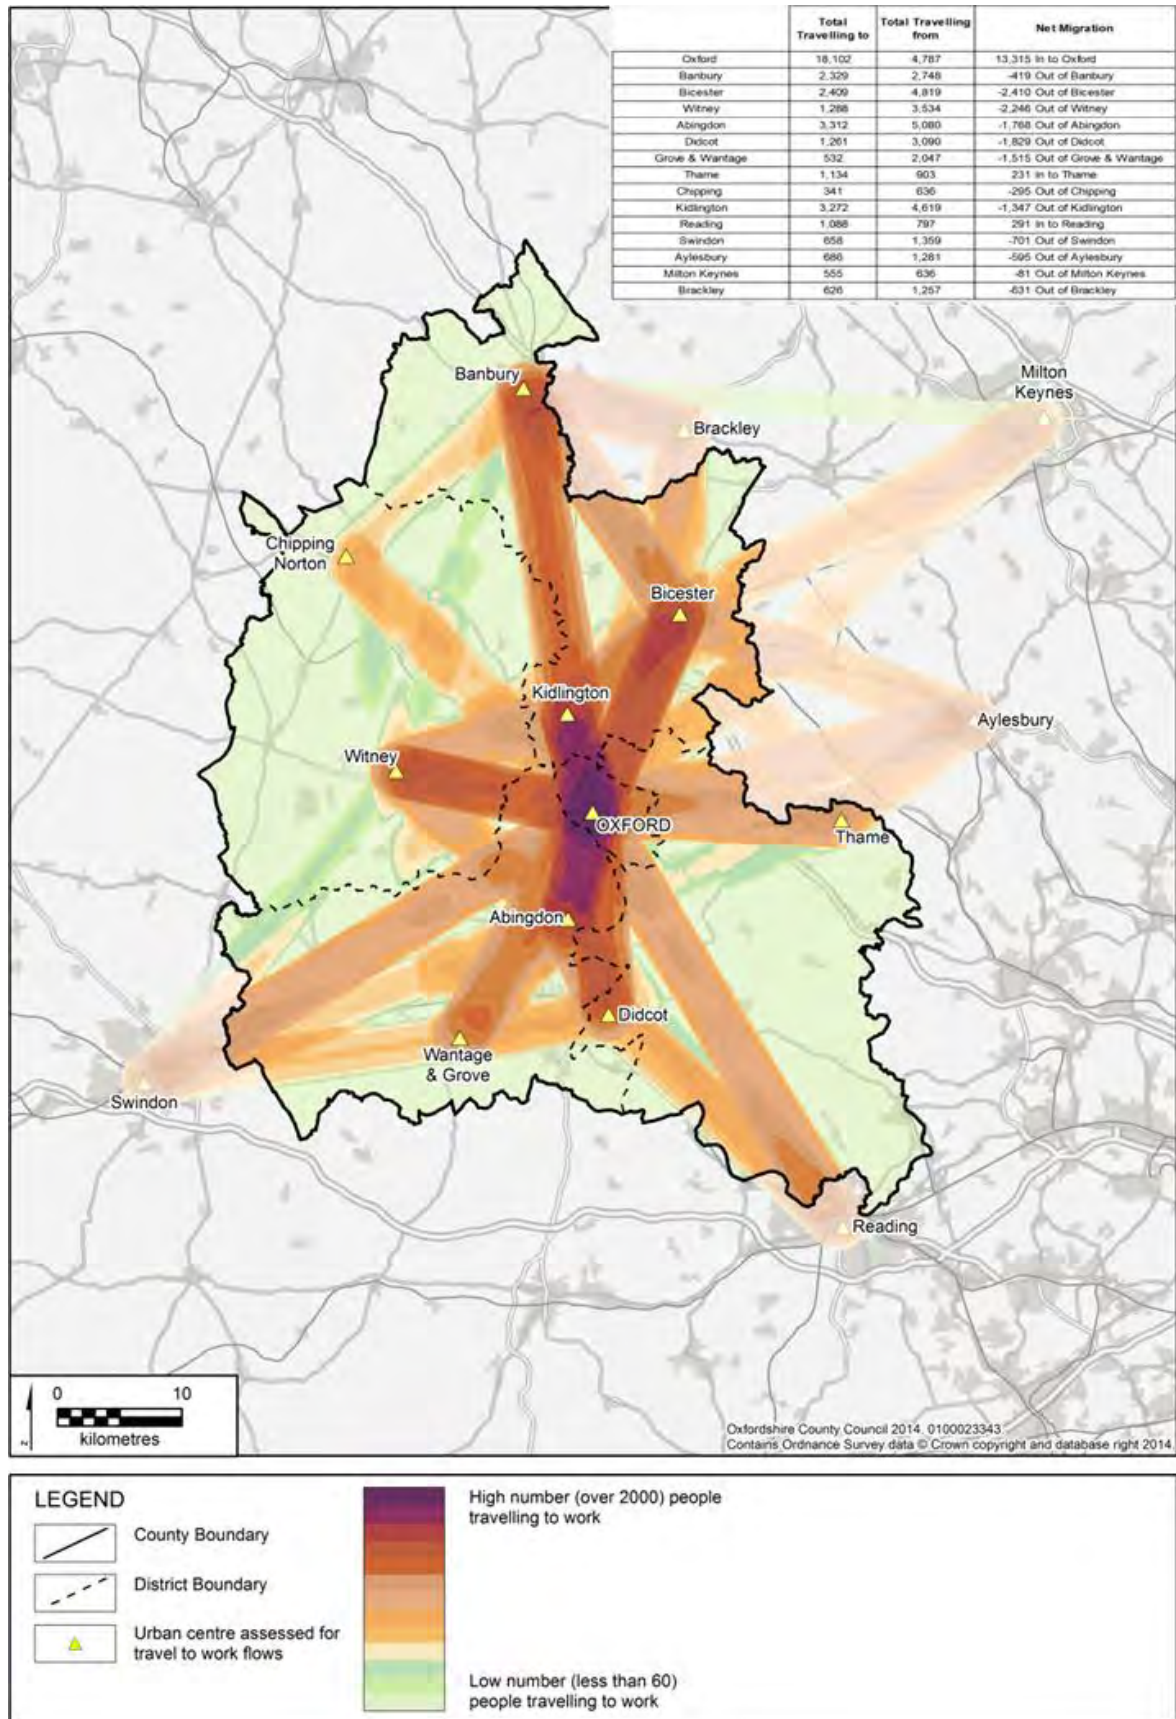 Total Travelling to Total Travelling from Net Migration
Oxford 18,102 4,787 13,315 In to Oxford
Banbury 2,329 2,748 -419 Out of Banbury
Bicester 2,409 4,819 -2,410 Out of Bicester
Witney 1,288 3,534 -2,246 Out of Witney
Abingdon 3,312 5,080 -1,768 Out of Abingdon
Didcot 1,261 3,090 -1,829 Out of Didcot
Grove & Wantage 532 2,047 -1,515 Out of Grove & Wantage
Thame 1,134 903 231 In to Thame
Chipping 341 636 -295 Out of Chipping
Kidlington 3,272 4,619 -1,347 Out of Kidlington
Reading 1,088 797 291 In to Reading
Swindon 658 1,359 -701 Out of Swindon
Aylesbury 686 1,281 -595 Out of Aylesbury
Milton Keynes 555 636 -81 Out of Milton Keynes
Brackley 626 1,257 -631 Out of Brackley
Banbury
Milton
Keynes
Brackley
Chipping
Norton
Bicester
Kidlington
Aylesbury
Witney
OXFORD
Thame
Abingdon
Didcot
Wantage
& Grove
Swindon
Reading
0 10
kilometres
N
Oxfordshire County Council 2014. 0100023343.
Contains Ordnance Survey data © Crown copyright and database right 2014.
LEGEND
County Boundary
District Boundary
Urban centre assessed for
travel to work flows
High number (over 2000) people
travelling to work
Low number (less than 60)
people travelling to work